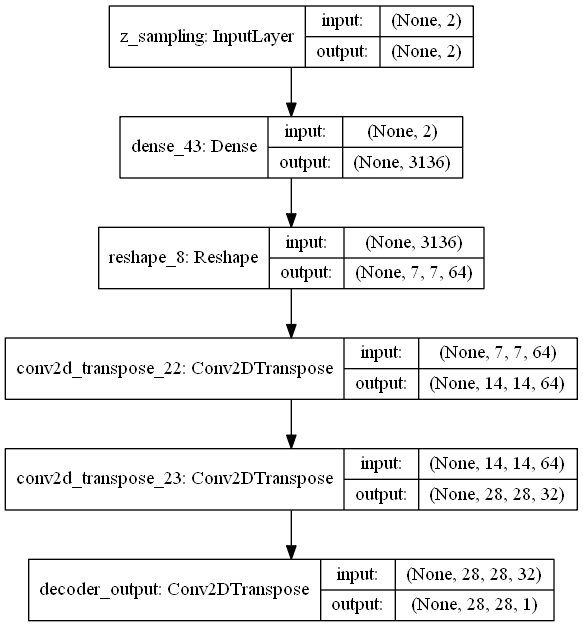 z_sampling: InputLayer
input: (None, 2)
output: (None, 2)
dense_43: Dense
input: (None, 2)
output: (None, 3136)
reshape_8: Reshape
input: (None, 3136)
output: (None, 7, 7, 64)
conv2d_transpose_22: Conv2DTranspose
input: (None, 7, 7, 64)
output: (None, 14, 14, 64)
conv2d_transpose_23: Conv2DTranspose
input: (None, 14, 14, 64)
output: (None, 28, 28, 32)
decoder_output: Conv2DTranspose
input: (None, 28, 28, 32)
output: (None, 28, 28, 1)